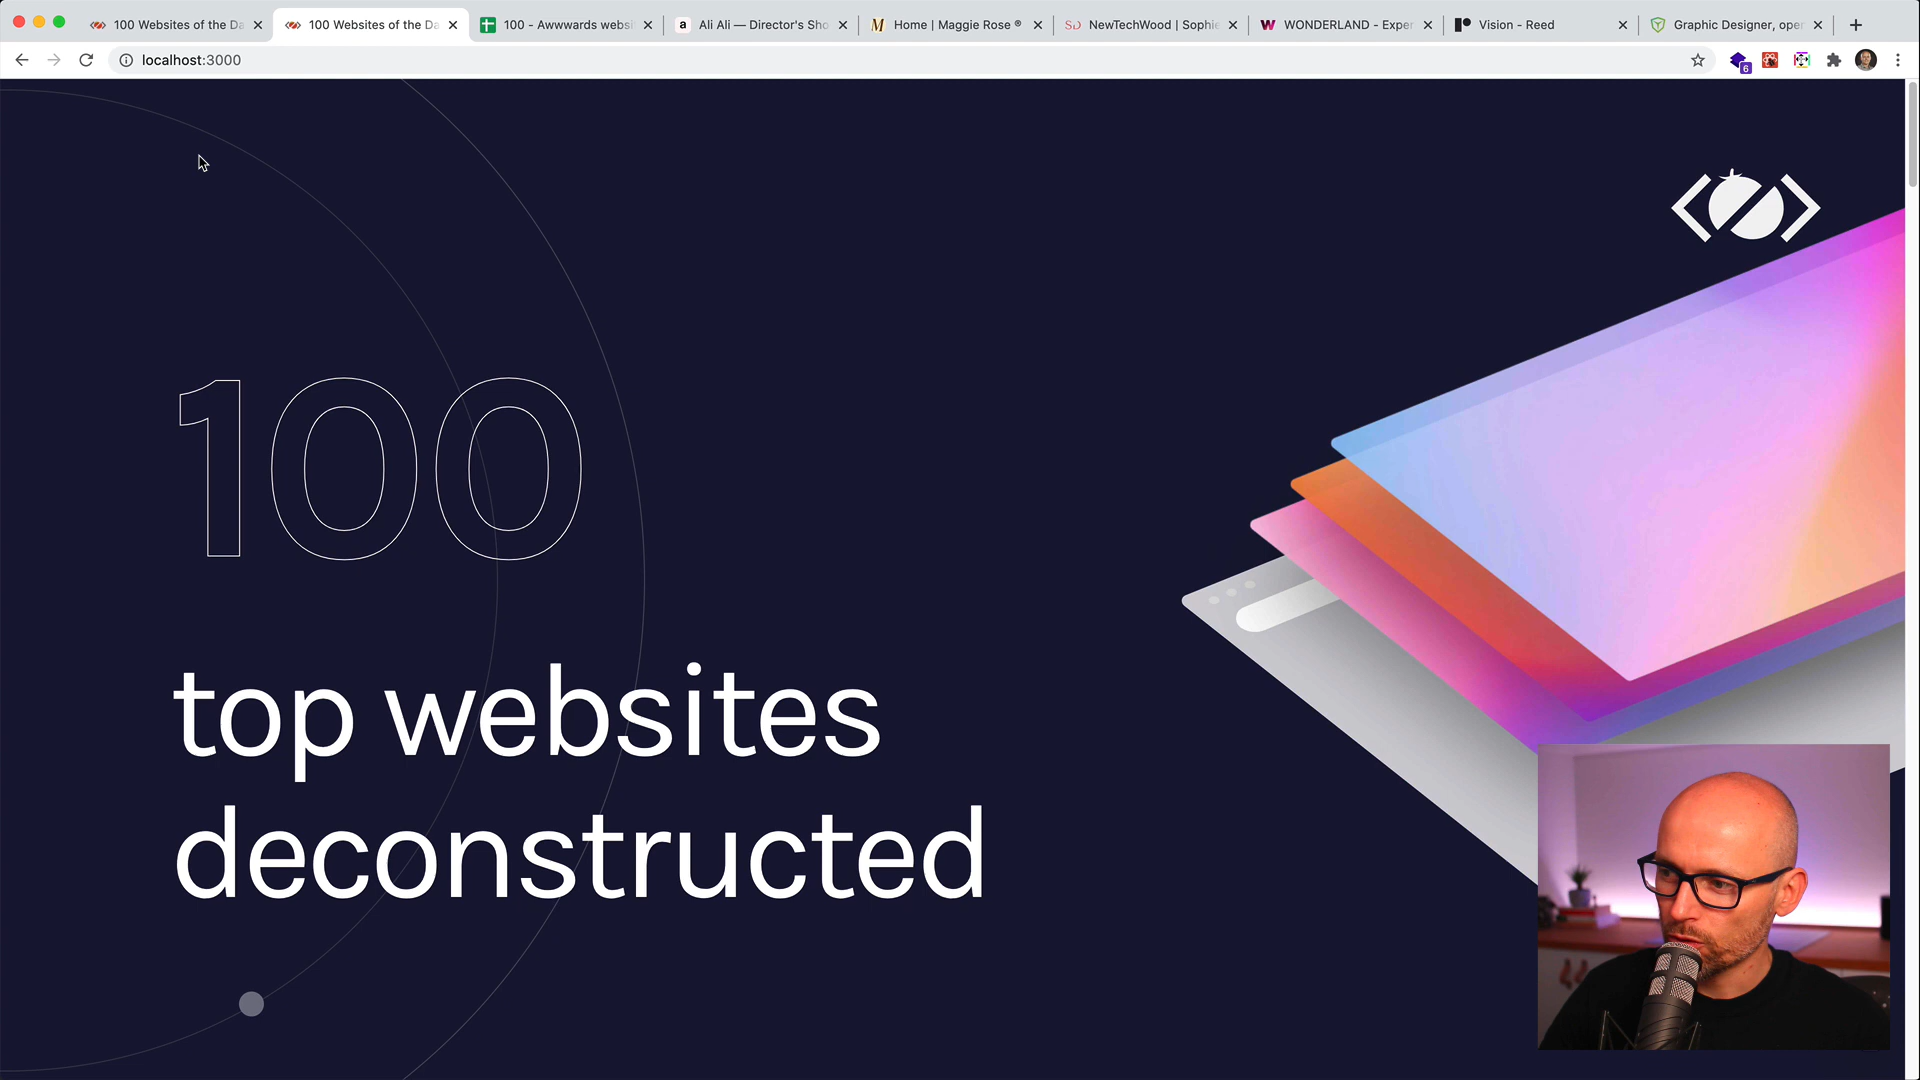 100 Websites of the Da
100 Websites of the Da
100 - Awwwards websi
Ali Ali — Director's Sho
Home | Maggie Rose ®
NewTechWood | Sophie
WONDERLAND - Exper
Vision - Reed
Graphic Designer, oper
localhost:3000
6
100
top websites
deconstructed